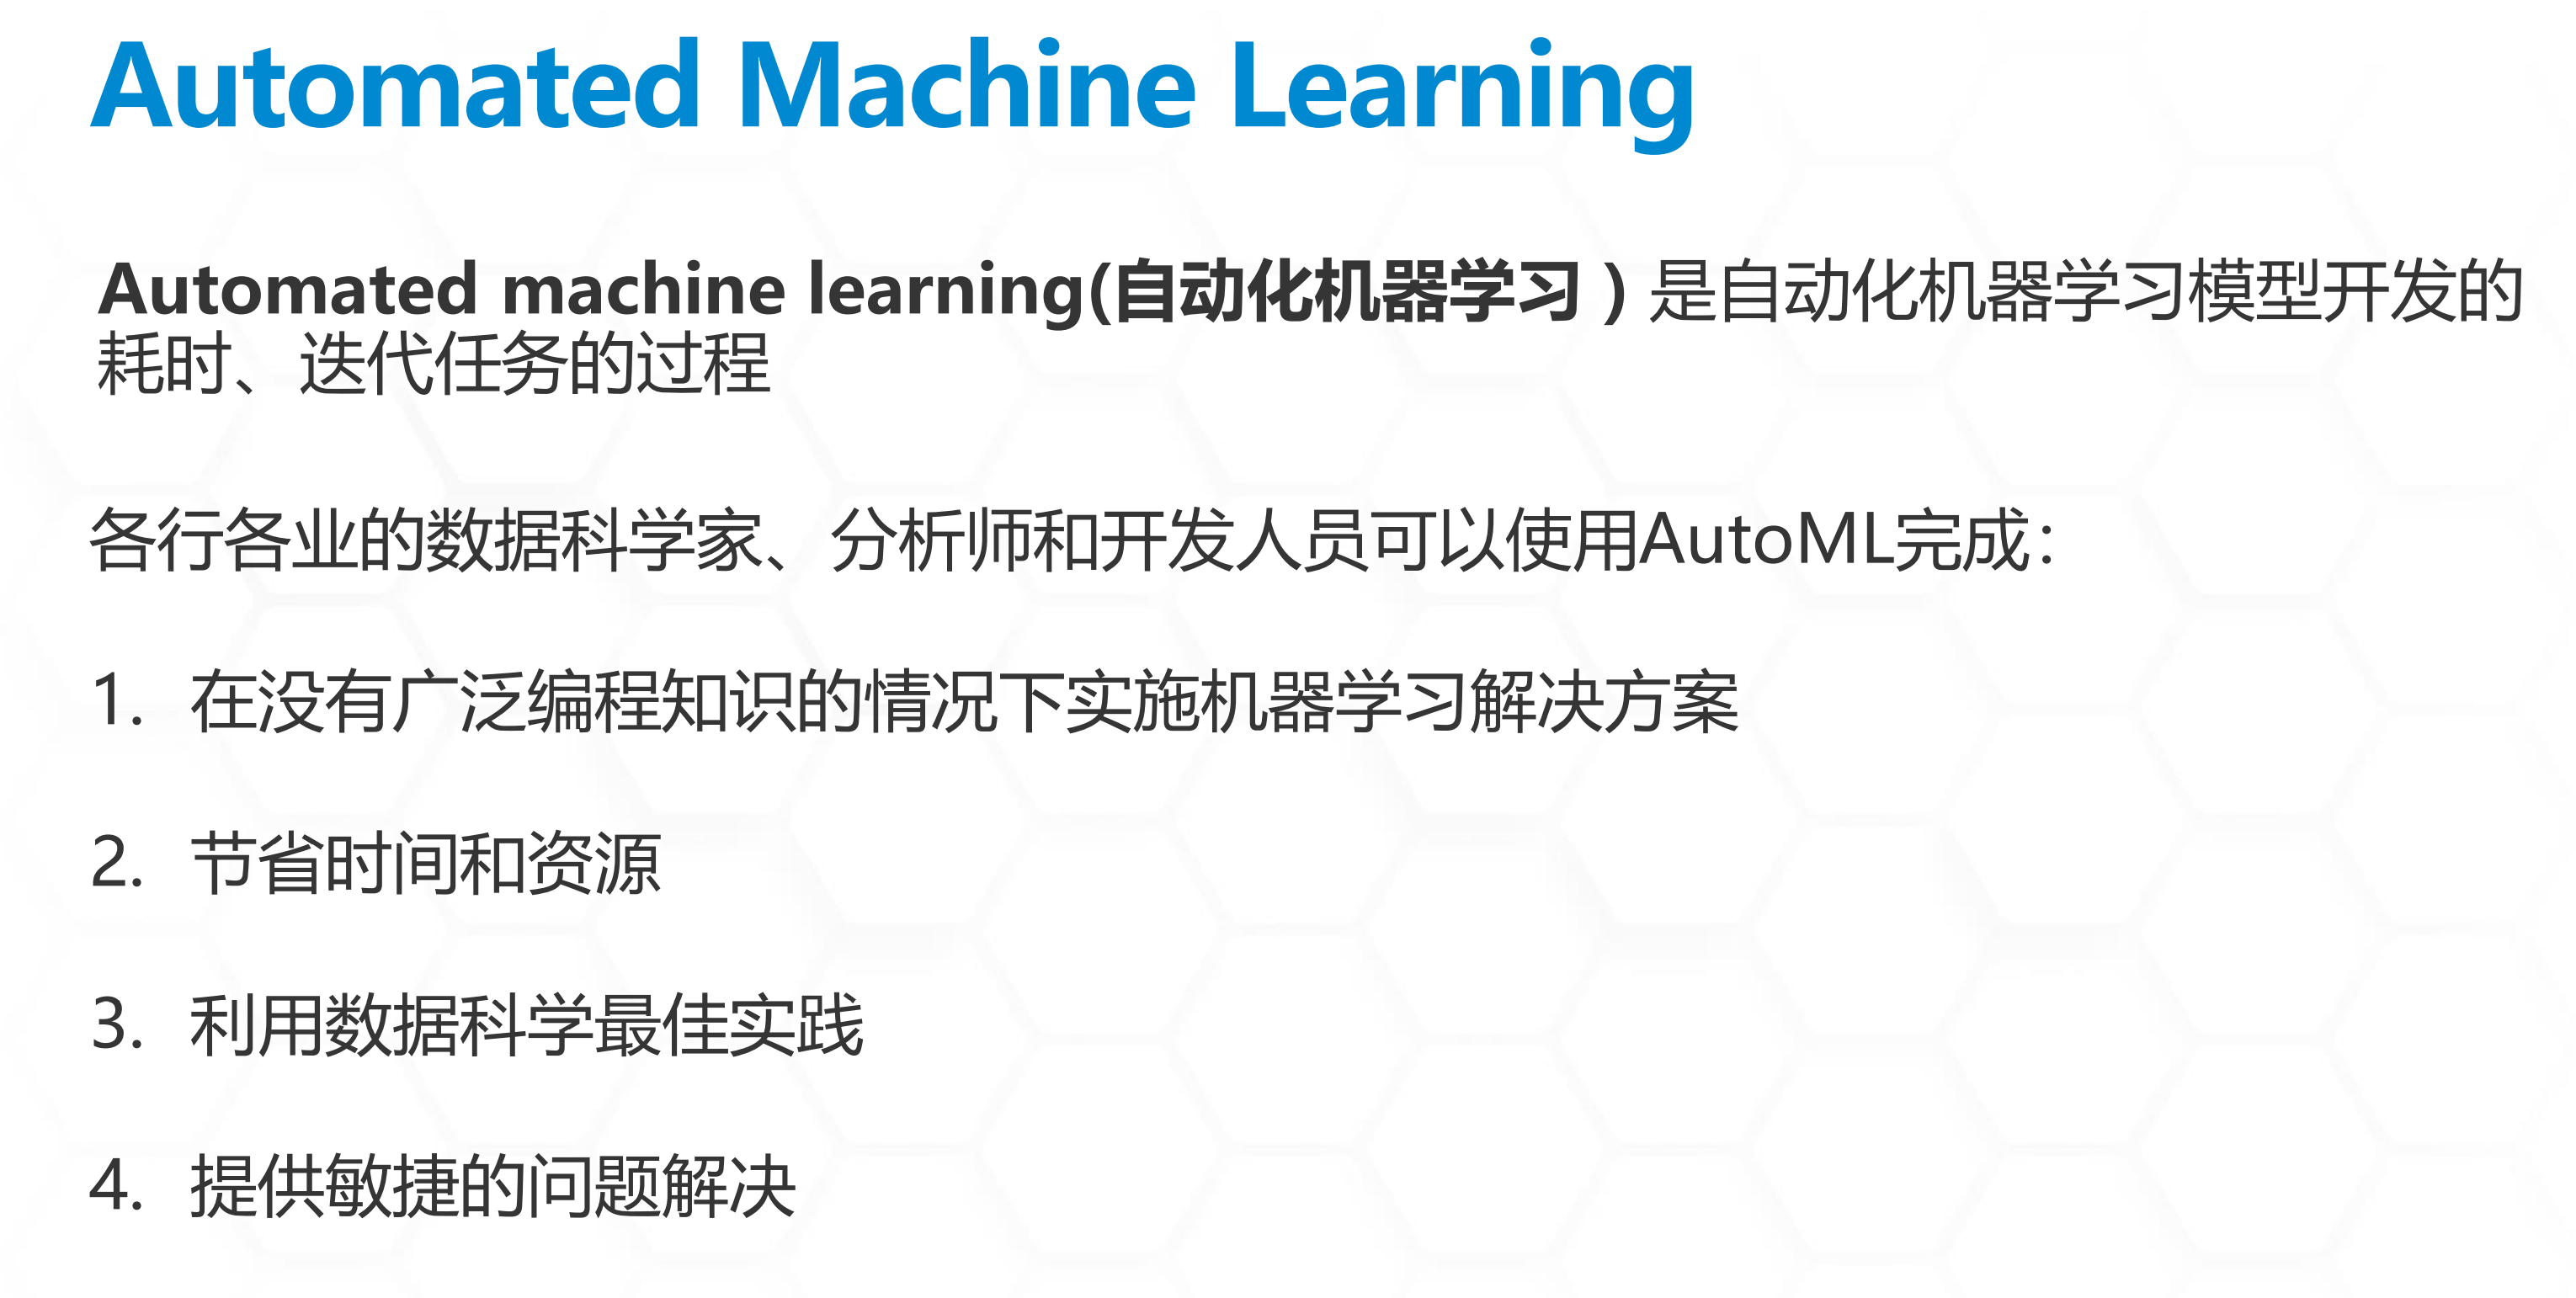 Automated Machine Learning
Automated machine learning(自动化机器学习 ) 是自动化机器学习模型开发的
耗时、迭代任务的过程
各行各业的数据科学家、分析师和开发人员可以使用AutoML完成：
1. 在没有广泛编程知识的情况下实施机器学习解决方案
2. 节省时间和资源
3. 利用数据科学最佳实践
4. 提供敏捷的问题解决